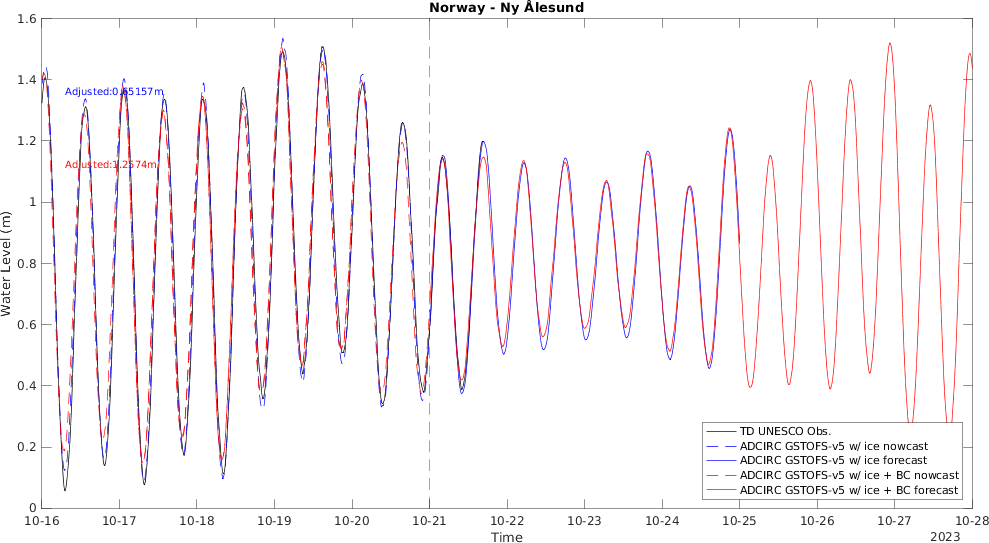 Norway - Ny Ålesund
1.6
1.4
1.2
1
0.8
0.6
0.4
0.2
0
Water Level (m)
Adjusted:0.65157m
Adjusted:1.2574m
TD UNESCO Obs.
ADCIRC GSTOFS-v5 w/ ice nowcast
ADCIRC GSTOFS-v5 w/ ice forecast
ADCIRC GSTOFS-v5 w/ ice + BC nowcast
ADCIRC GSTOFS-v5 w/ ice + BC forecast
10-16 10-17 10-18 10-19 10-20 10-21 10-22 10-23 10-24 10-25 10-26 10-27 10-28
Time
2023